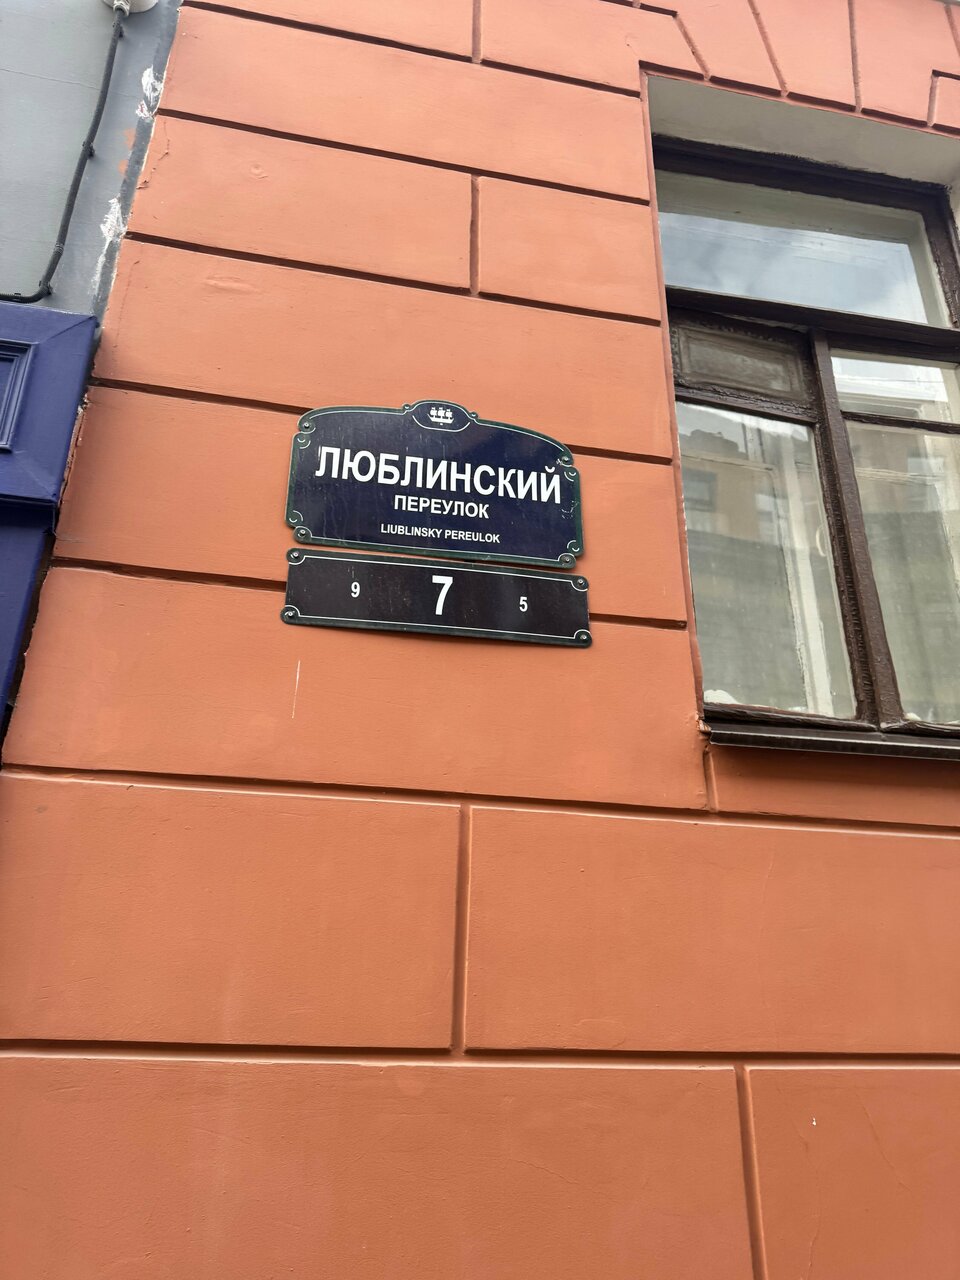 ЛЮБЛИНСКИЙ
ПЕРЕУЛОК
LIUBLINSKY PEREULOK
9 7 5